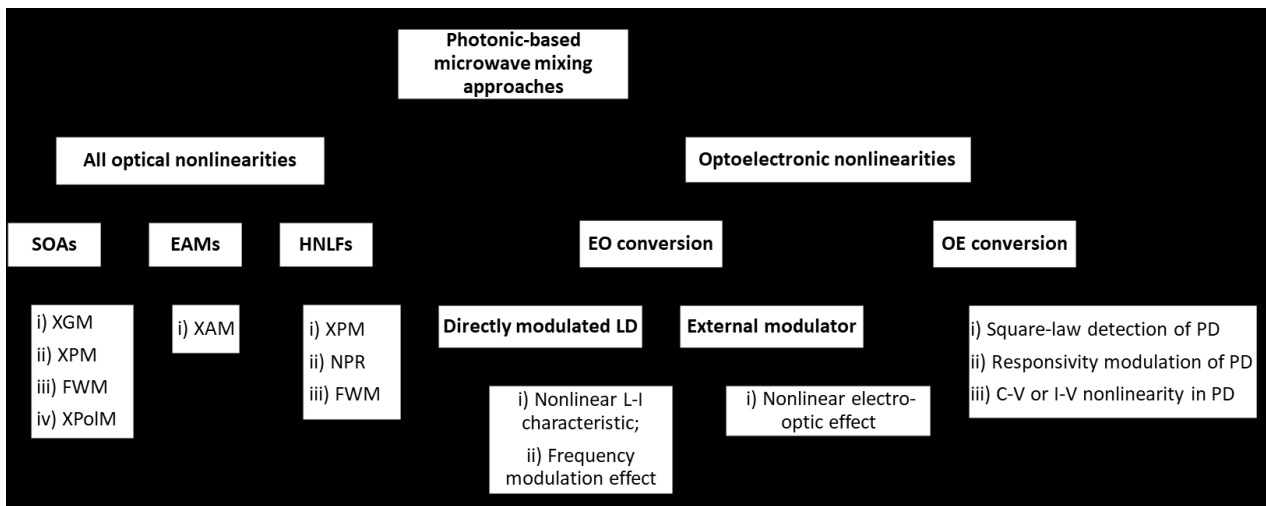 Photonic-based
microwave mixing
approaches
All optical nonlinearities
Optoelectronic nonlinearities
SOAs
EAMs
HNLFs
EO conversion
OE conversion
i) XGM
ii) XPM
iii) FWM
iv) XPolM
i) XAM
i) XPM
ii) NPR
iii) FWM
Directly modulated LD
External modulator
i) Square-law detection of PD
ii) Responsivity modulation of PD
iii) C-V or I-V nonlinearity in PD
i) Nonlinear L-I
characteristic;
ii) Frequency
modulation effect
i) Nonlinear electro-
optic effect